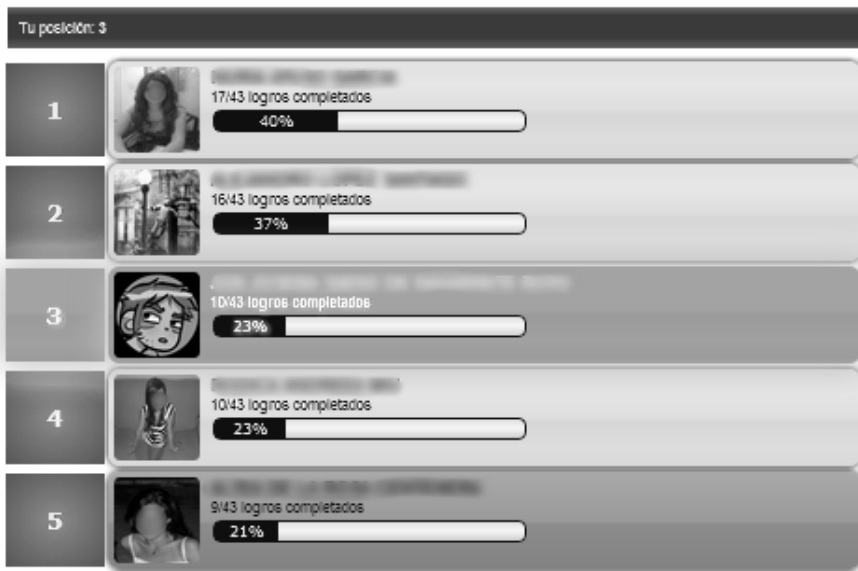 Tu posición: 3
1
17/43 logros completados
40%
2
16/43 logros completados
37%
3
10/43 logros completados
23%
4
10/43 logros completados
23%
5
9/43 logros completados
21%